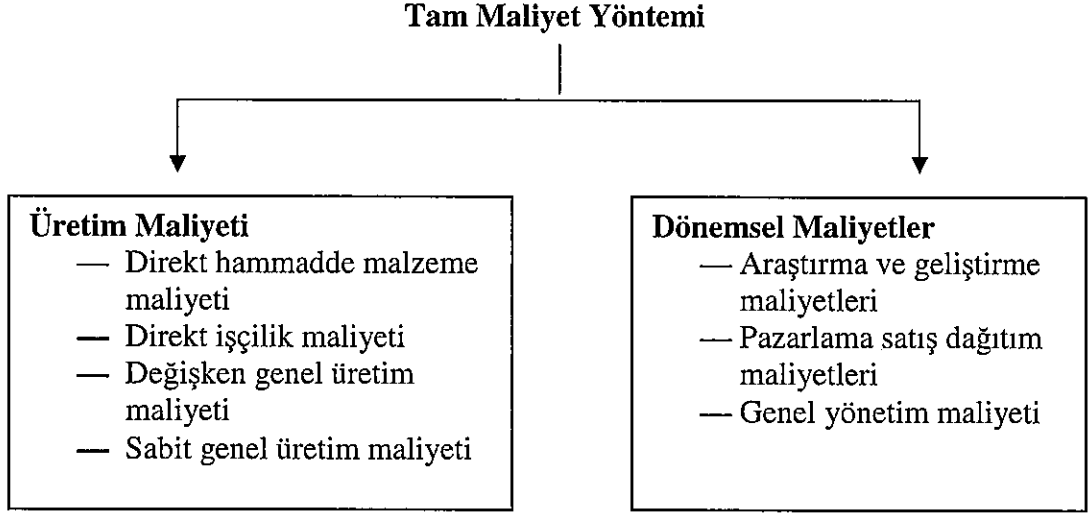 Tam Maliyet Yöntemi
Üretim Maliyeti
— Direkt hammadde malzeme
maliyeti
— Direkt işçilik maliyeti
— Değişken genel üretim
maliyeti
— Sabit genel üretim maliyeti
Dönemsel Maliyetler
— Araştırma ve geliştirme
maliyetleri
— Pazarlama satış dağıtım
maliyetleri
— Genel yönetim maliyeti